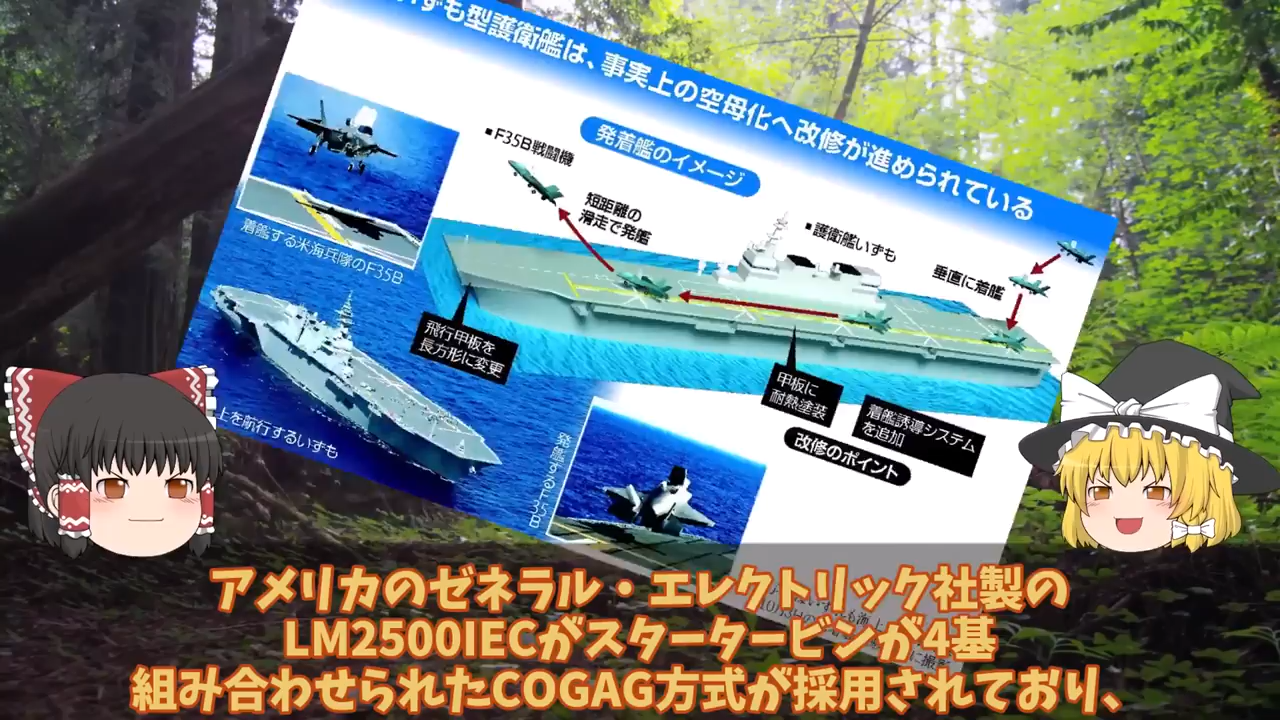 いずも型護衛艦は、事実上の空母化へ改修が進められている
発着艦のイメージ
▪F35B戦闘機
短距離の
滑走で発艦
▪護衛艦いずも
垂直に着艦
着艦する米海兵隊のF35B
飛行甲板を
長方形に変更
甲板に
耐熱塗装
着艦誘導システム
を追加
改修のポイント
上を航行するいずも
発艦するF35B
アメリカのゼネラル・エレクトリック社製の
LM2500IECがスタータービンが4基
組み合わせられたCOGAG方式が採用されており、